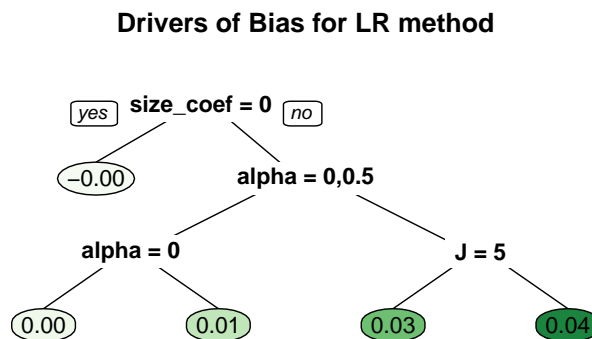 Drivers of Bias for LR method
yes size_coef = 0 no
−0.00 alpha = 0,0.5
alpha = 0 J = 5
0.00 0.01 0.03 0.04